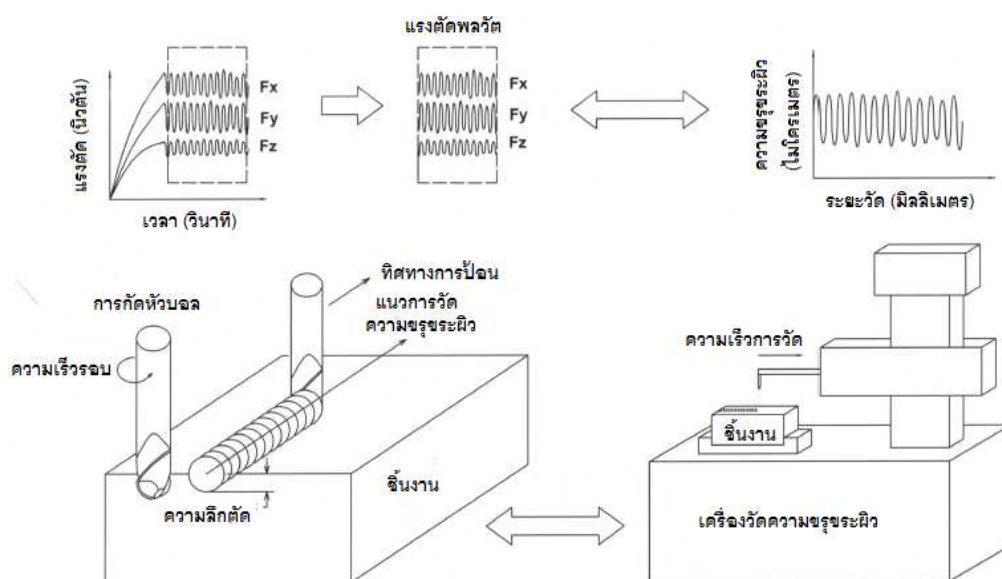 แรงตัด (นิวตัน)
Fx
Fy
Fz
เวลา (วินาที)
แรงตัดพลวัต
Fx
Fy
Fz
ความขรุขระผิว
(ไมโครเมตร)
ระยะวัด (มิลลิเมตร)
การกัดหัวบอล
ความเร็วรอบ
ทิศทางการป้อน
แนวการวัด
ความขรุขระผิว
ความลึกตัด
ชิ้นงาน
ความเร็วการวัด
ชิ้นงาน
เครื่องวัดความขรุขระผิว